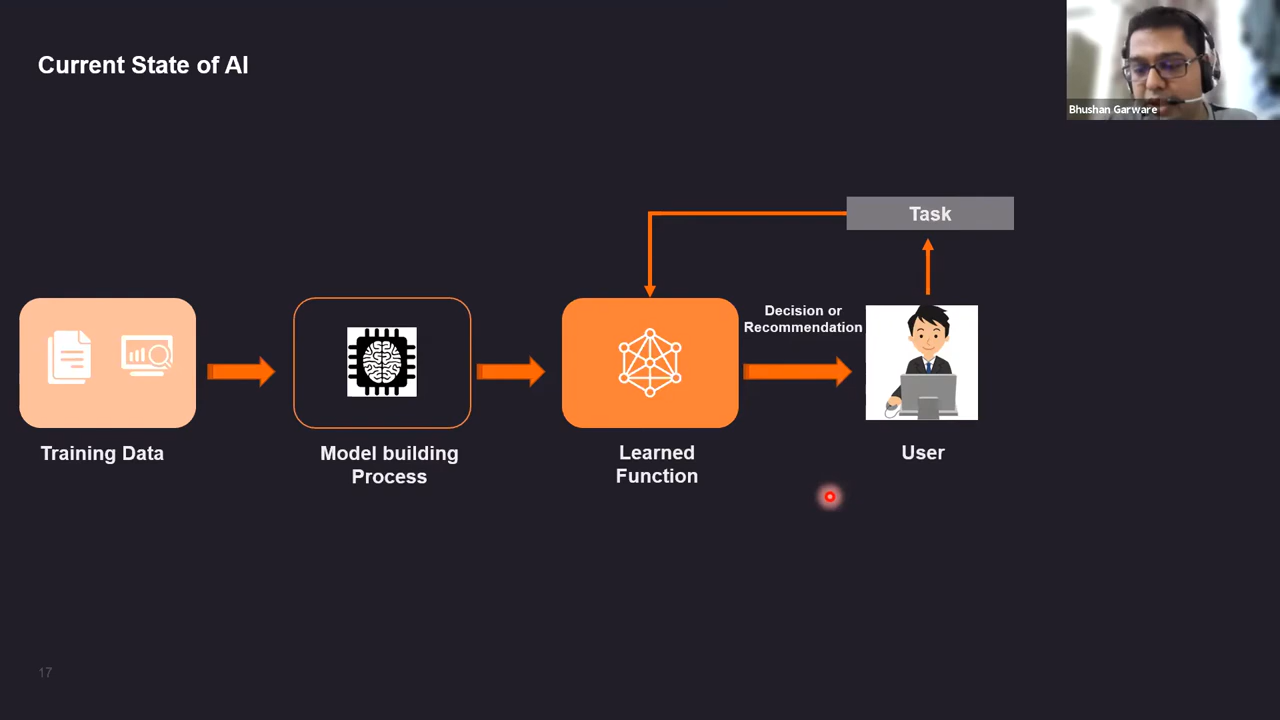 Current State of AI
Bhushan Garware
Task
Decision or
Recommendation
Training Data
Model building
Process
Learned
Function
User
17